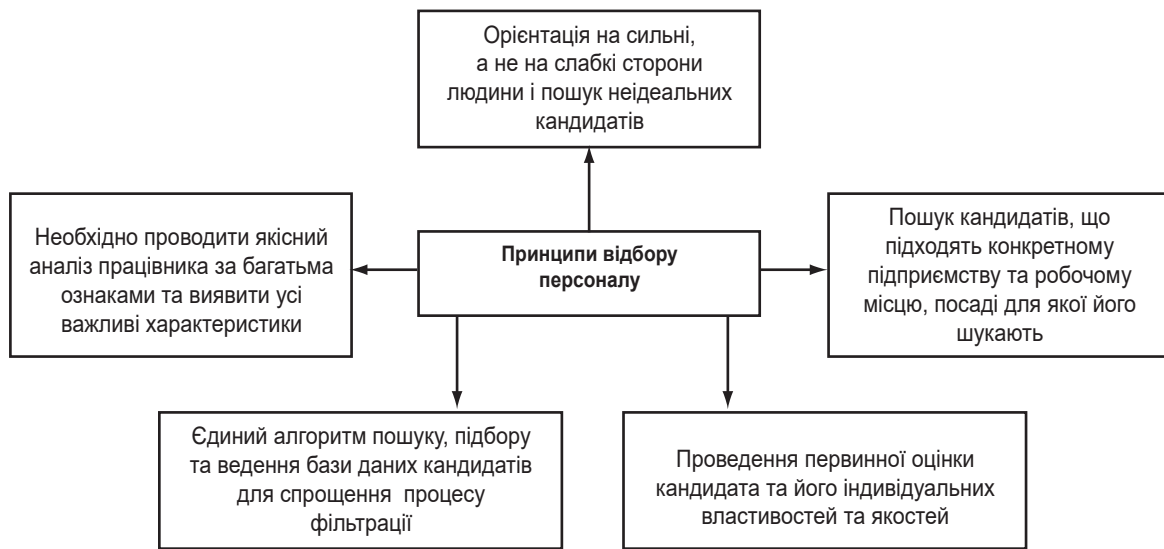 Орієнтація на сильні,
а не на слабкі сторони
людини і пошук неідеальних
кандидатів
Необхідно проводити якісний
аналіз працівника за багатьма
ознаками та виявити усі
важливі характеристики
Принципи відбору
персоналу
Пошук кандидатів, що
підходять конкретному
підприємству та робочому
місцю, посаді для якої його
шукають
Єдиний алгоритм пошуку, підбору
та ведення бази даних кандидатів
для спрощення процесу
фільтрації
Проведення первинної оцінки
кандидата та його індивідуальних
властивостей та якостей